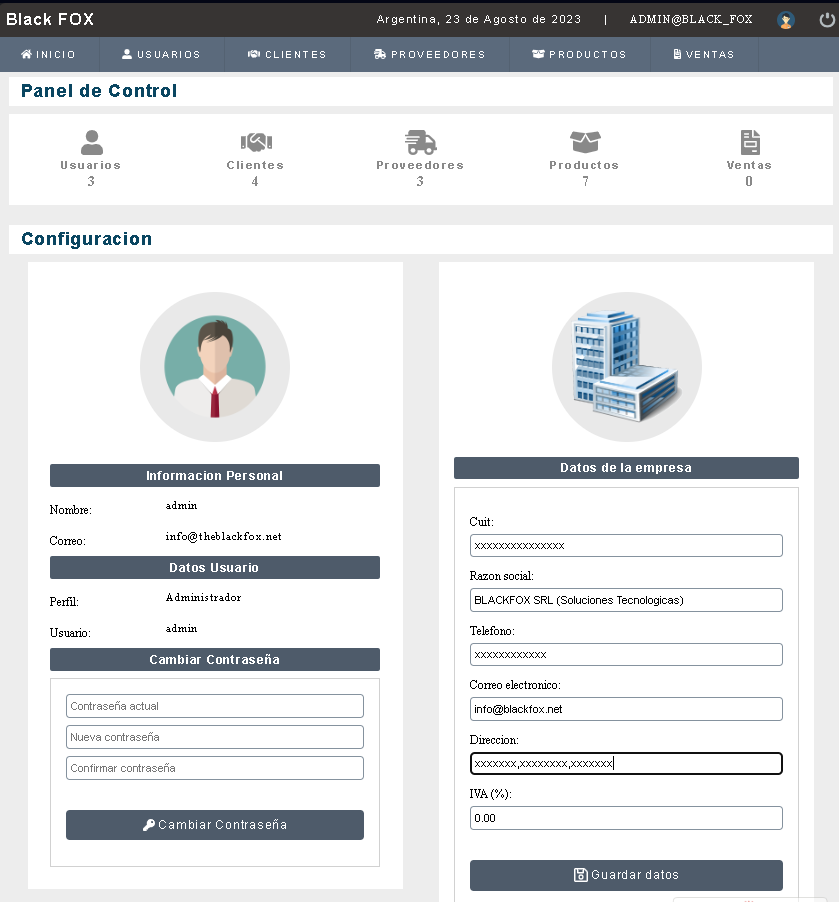 Black FOX
Argentina, 23 de Agosto de 2023 | ADMIN@BLACK_FOX
INICIO USUARIOS CLIENTES PROVEEDORES PRODUCTOS VENTAS
Panel de Control
Usuarios Clientes Proveedores Productos Ventas
3 4 3 7 0
Configuracion
Informacion Personal
Nombre: admin
Correo: info@theblackfox.net
Datos Usuario
Perfil: Administrador
Usuario: admin
Cambiar Contraseña
Contraseña actual
Nueva contraseña
Confirmar contraseña
Cambiar Contraseña
Datos de la empresa
Cuit:
xxxxxxxxxxxxxxx
Razon social:
BLACKFOX SRL (Soluciones Tecnologicas)
Telefono:
xxxxxxxxxxxx
Correo electronico:
info@blackfox.net
Direccion:
xxxxxxx,xxxxxxxx,xxxxxxx
IVA (%):
0.00
Guardar datos